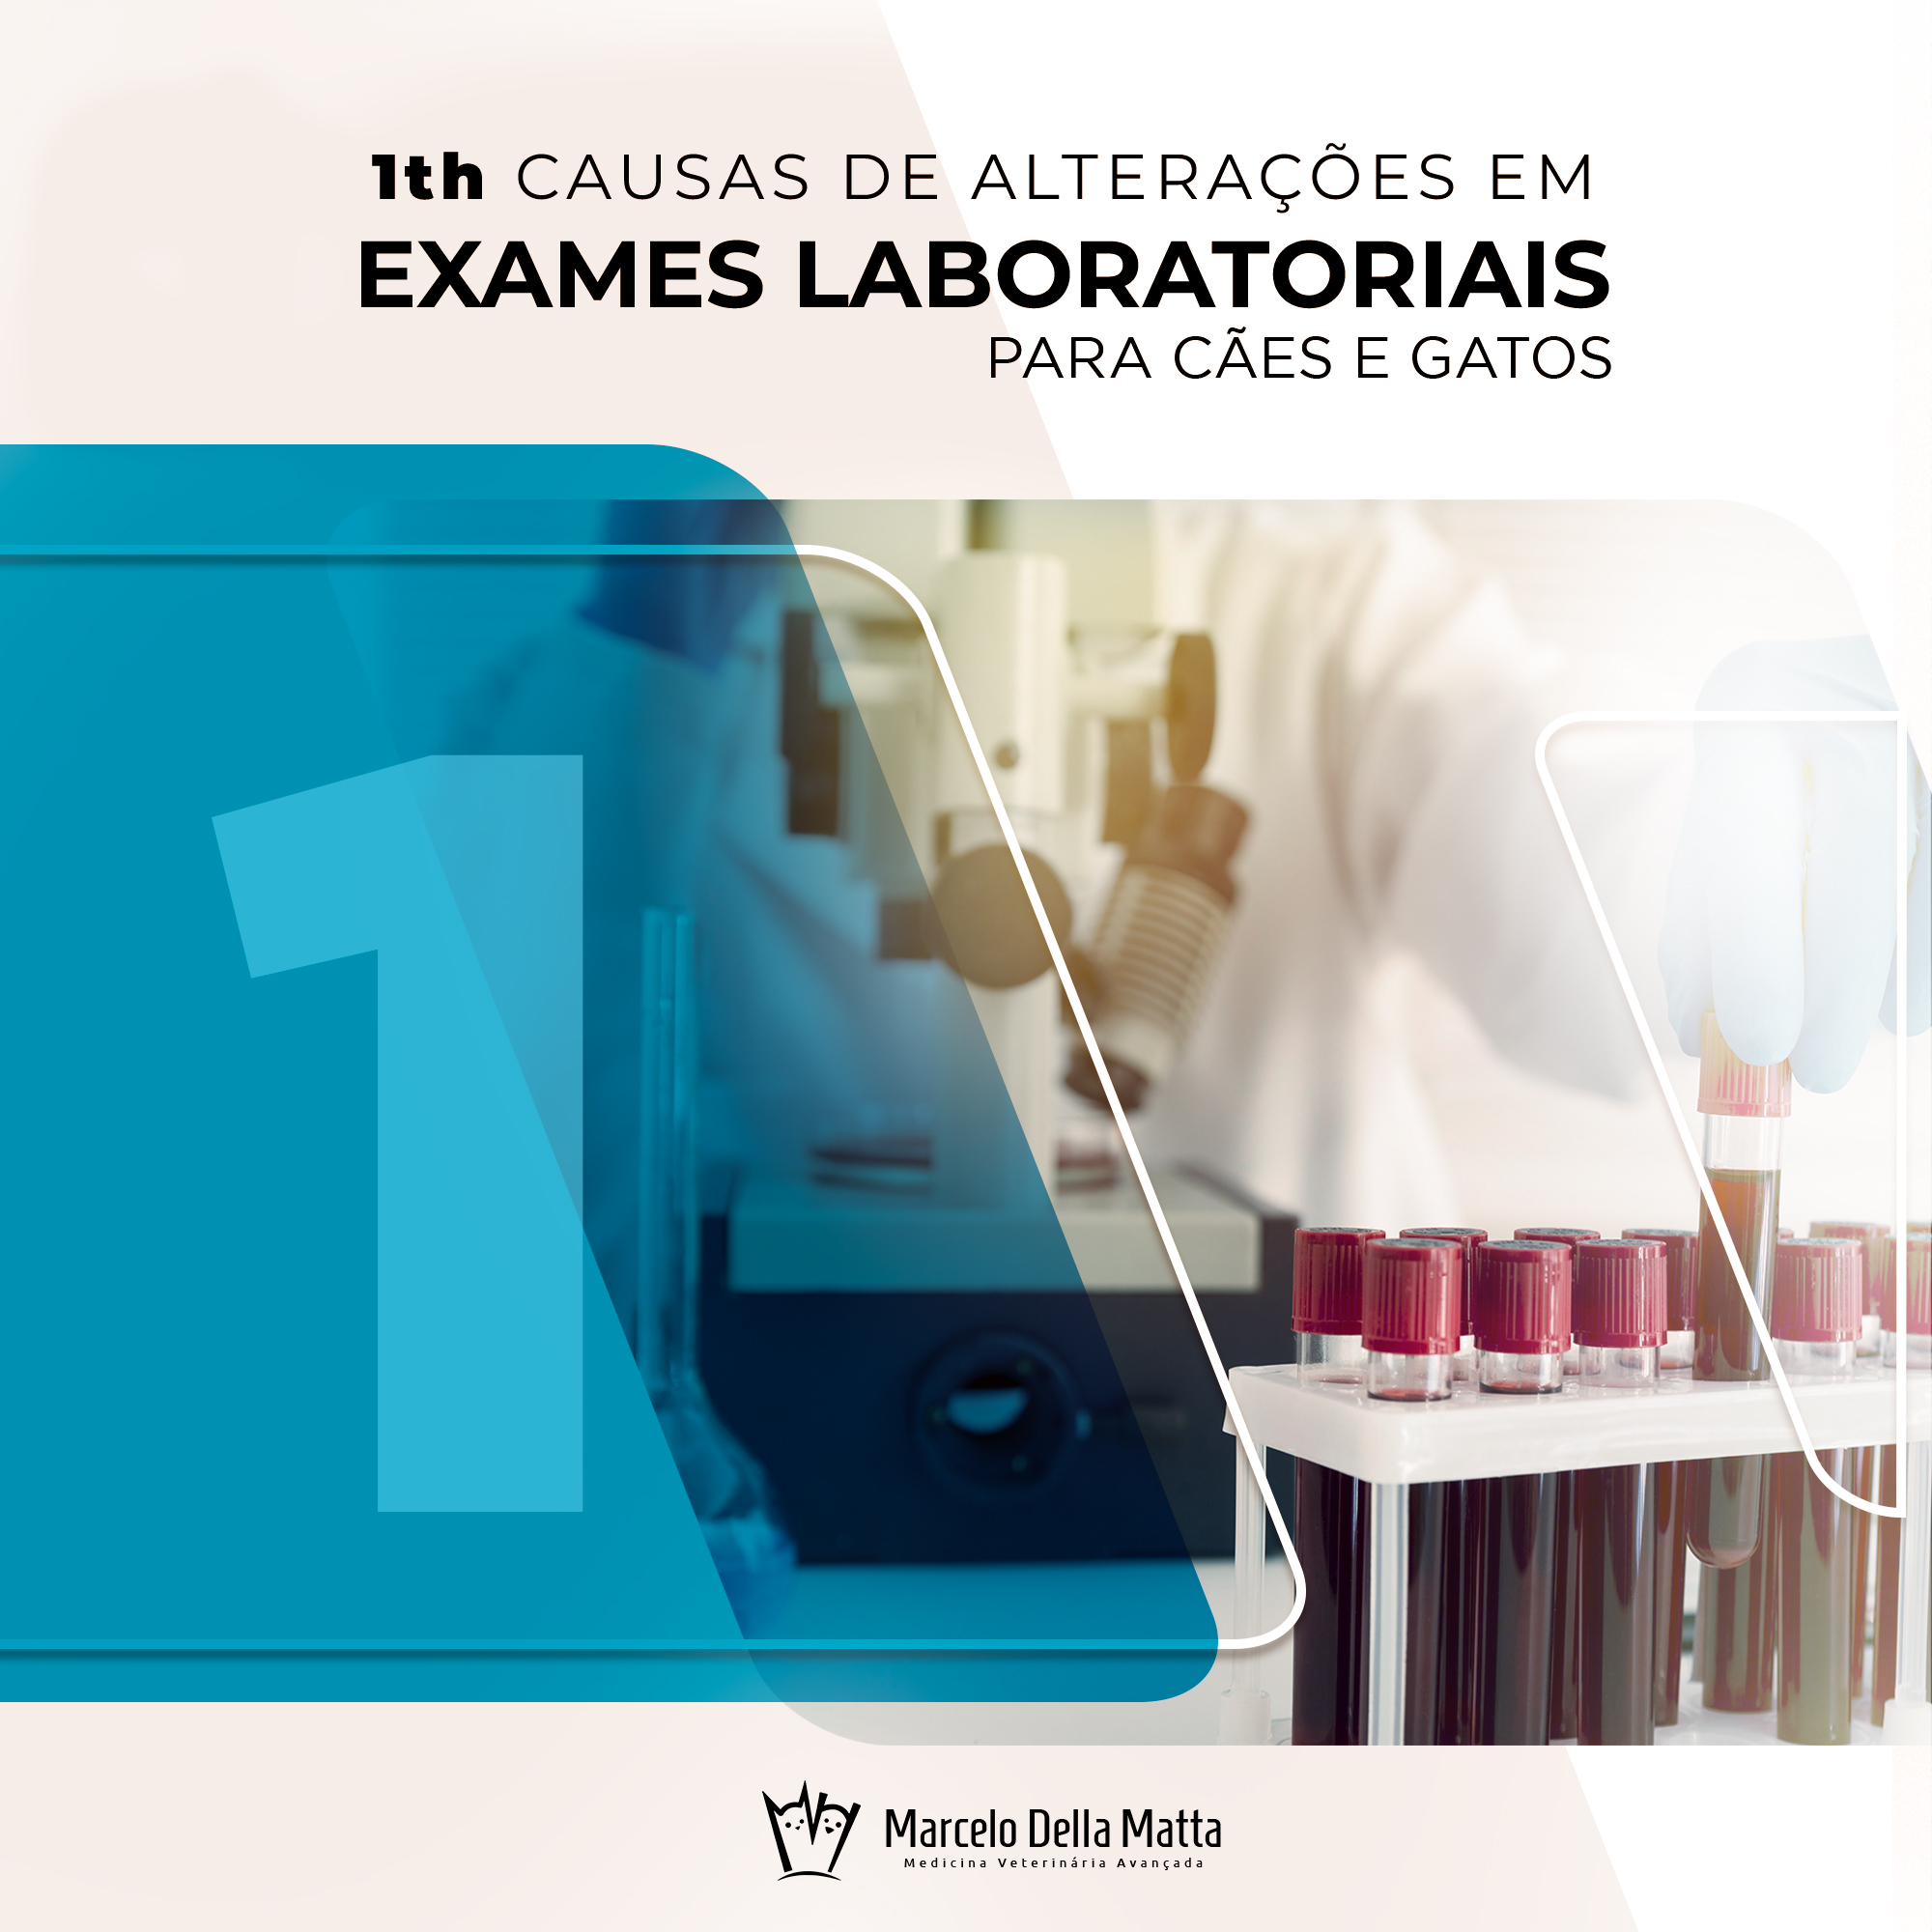 1th CAUSAS DE ALTERAÇÕES EM
EXAMES LABORATORIAIS
PARA CÃES E GATOS
1
Marcelo Della Matta
Medicina Veterinária Avançada